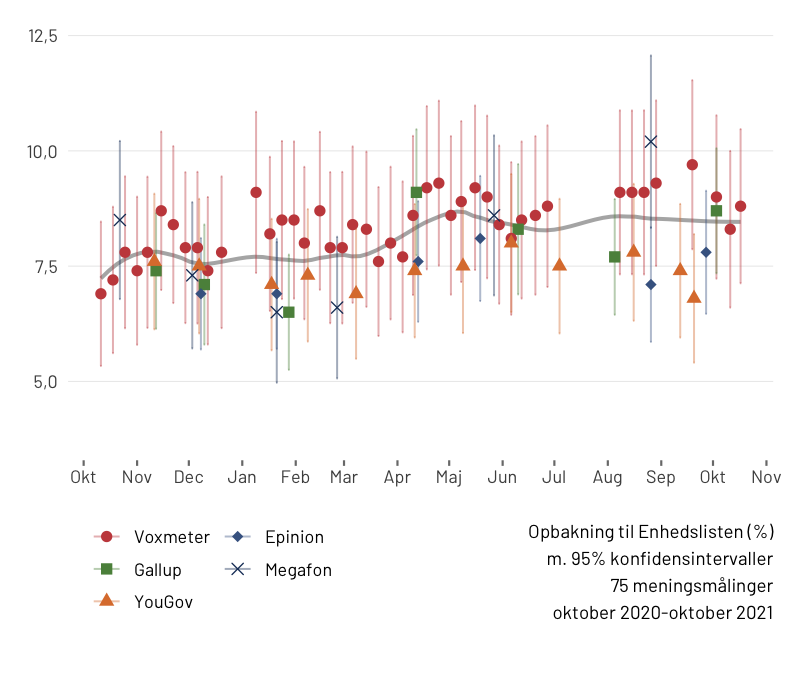 12,5
10,0
7,5
5,0
Okt Nov Dec Jan Feb Mar Apr Maj Jun Jul Aug Sep Okt Nov
Voxmeter Epinion
Gallup Megafon
YouGov
Opbakning til Enhedslisten (%)
m. 95% konfidensintervaller
75 meningsmålinger
oktober 2020-oktober 2021